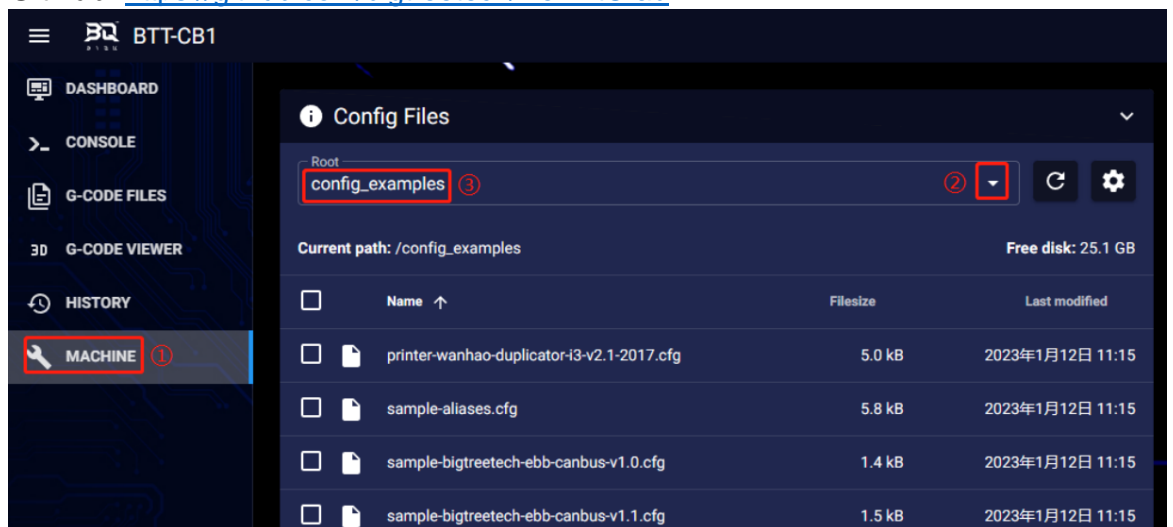 BQ BTT-CB1
DASHBOARD
CONSOLE
G-CODE FILES
3D G-CODE VIEWER
HISTORY
MACHINE ①
Config Files
Root
config_examples ③ ②
Current path: /config_examples Free disk: 25.1 GB
Name ↑ Filesize Last modified
printer-wanhao-duplicator-i3-v2.1-2017.cfg 5.0 kB 2023年1月12日 11:15
sample-aliases.cfg 5.8 kB 2023年1月12日 11:15
sample-bigtreetech-ebb-canbus-v1.0.cfg 1.4 kB 2023年1月12日 11:15
sample-bigtreetech-ebb-canbus-v1.1.cfg 1.5 kB 2023年1月12日 11:15